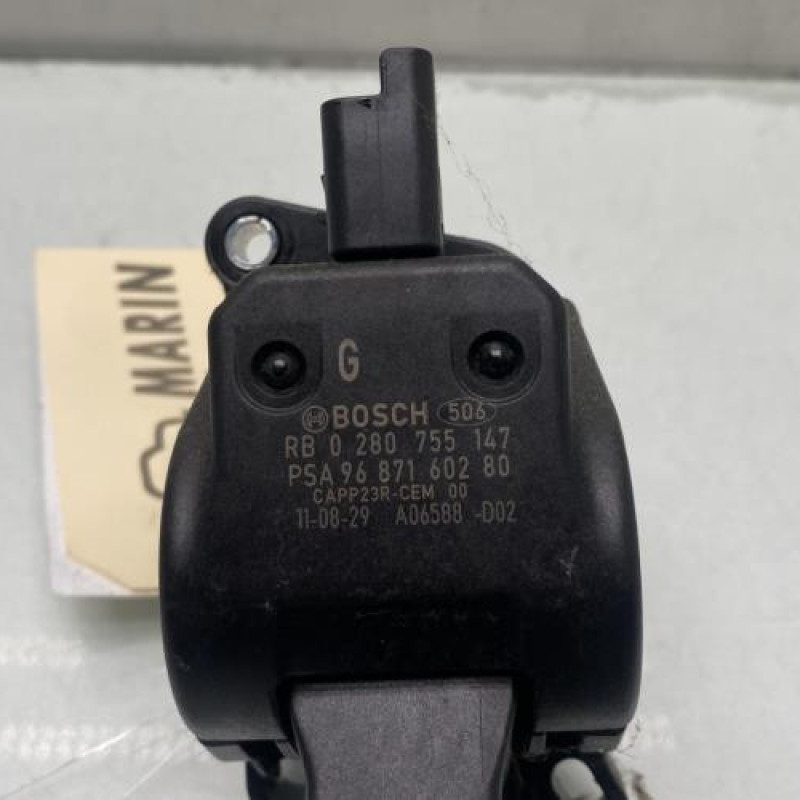 MARIN
G
BOSCH 506
RB 0 280 755 147
PSA 96 871 602 80
CAPP23R-CEM 00
11-08-29 A06588 -D02